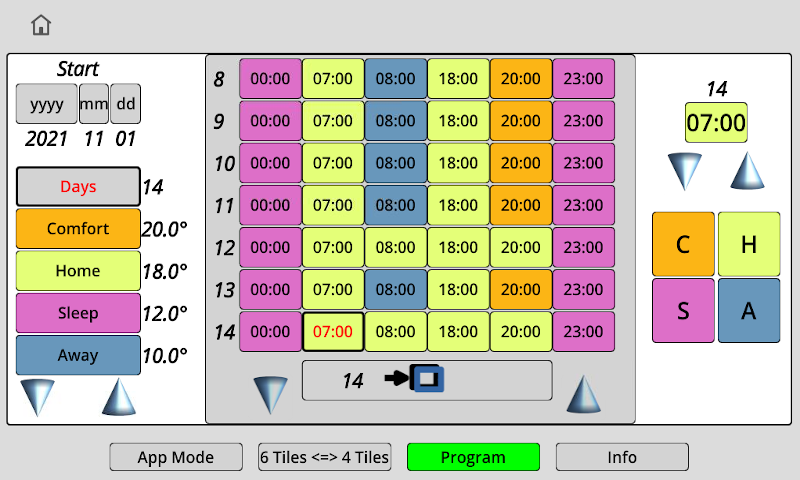 Start
yyyy mm dd
2021 11 01
Days 14
Comfort 20.0°
Home 18.0°
Sleep 12.0°
Away 10.0°
8 00:00 07:00 08:00 18:00 20:00 23:00
9 00:00 07:00 08:00 18:00 20:00 23:00
10 00:00 07:00 08:00 18:00 20:00 23:00
11 00:00 07:00 08:00 18:00 20:00 23:00
12 00:00 07:00 08:00 18:00 20:00 23:00
13 00:00 07:00 08:00 18:00 20:00 23:00
14 00:00 07:00 08:00 18:00 20:00 23:00
14
14
07:00
C H
S A
App Mode 6 Tiles <=> 4 Tiles Program Info